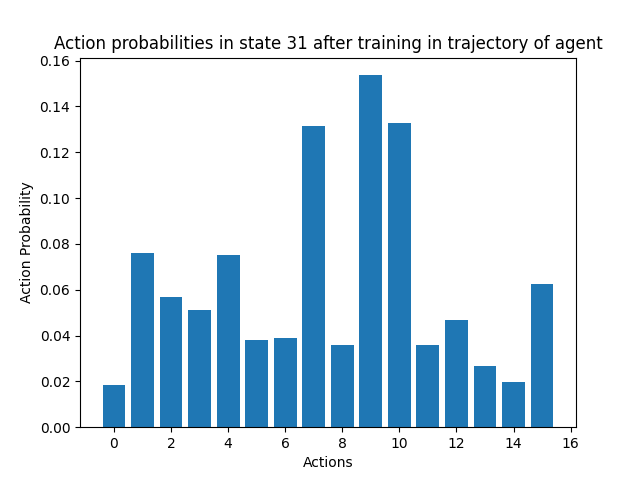 Action probabilities in state 31 after training in trajectory of agent
0.16
0.14
0.12
0.10
0.08
0.06
0.04
0.02
0.00
Action Probability
0 2 4 6 8 10 12 14 16
Actions